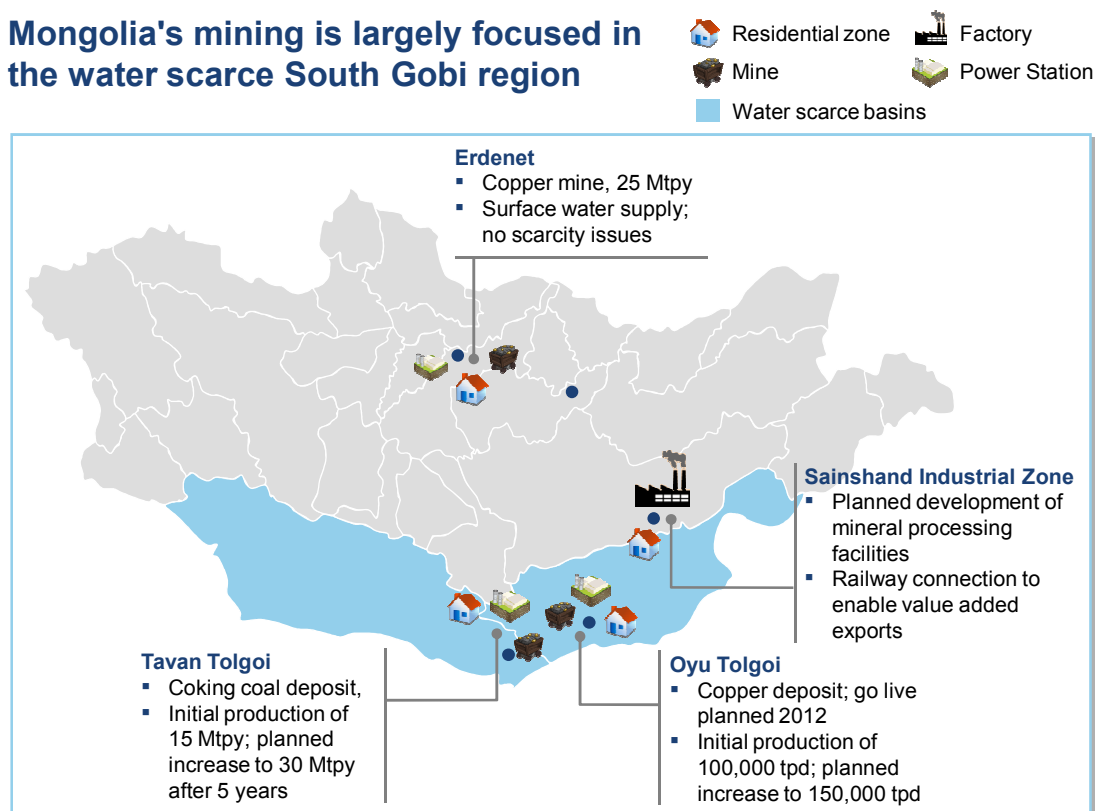 Mongolia's mining is largely focused in
the water scarce South Gobi region
Residential zone
Factory
Mine
Power Station
Water scarce basins
Erdenet
▪ Copper mine, 25 Mtpy
▪ Surface water supply;
no scarcity issues
Sainshand Industrial Zone
▪ Planned development of
mineral processing
facilities
▪ Railway connection to
enable value added
exports
Tavan Tolgoi
▪ Coking coal deposit,
▪ Initial production of
15 Mtpy; planned
increase to 30 Mtpy
after 5 years
Oyu Tolgoi
▪ Copper deposit; go live
planned 2012
▪ Initial production of
100,000 tpd; planned
increase to 150,000 tpd